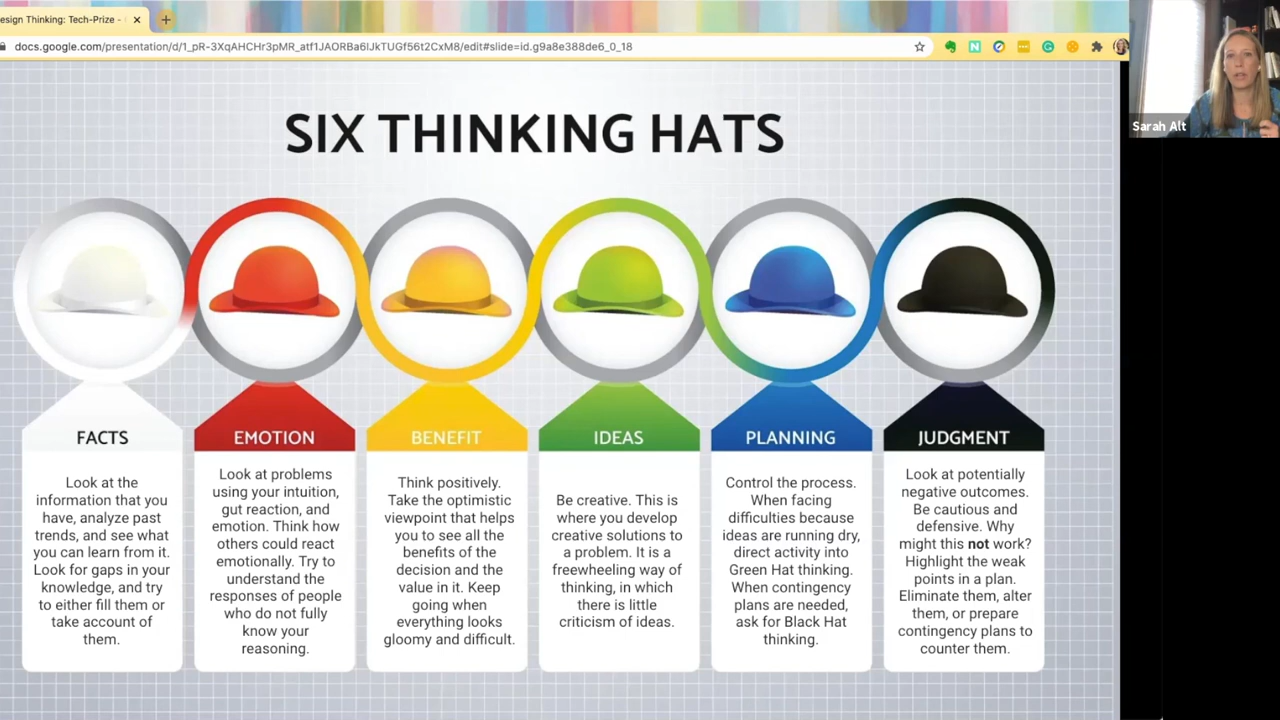 esign Thinking: Tech-Prize -
docs.google.com/presentation/d/1_pR-3XqAHCHr3pMR_atf1JAORBa6IJkTUGf56t2CxM8/edit#slide=id.g9a8e388de6_0_18
Sarah Alt
SIX THINKING HATS
FACTS
Look at the
information that you
have, analyze past
trends, and see what
you can learn from it.
Look for gaps in your
knowledge, and try
to either fill them or
take account of
them.
EMOTION
Look at problems
using your intuition,
gut reaction, and
emotion. Think how
others could react
emotionally. Try to
understand the
responses of people
who do not fully
know your
reasoning.
BENEFIT
Think positively.
Take the optimistic
viewpoint that helps
you to see all the
benefits of the
decision and the
value in it. Keep
going when
everything looks
gloomy and difficult.
IDEAS
Be creative. This is
where you develop
creative solutions to
a problem. It is a
freewheeling way of
thinking, in which
there is little
criticism of ideas.
PLANNING
Control the process.
When facing
difficulties because
ideas are running dry,
direct activity into
Green Hat thinking.
When contingency
plans are needed,
ask for Black Hat
thinking.
JUDGMENT
Look at potentially
negative outcomes.
Be cautious and
defensive. Why
might this not work?
Highlight the weak
points in a plan.
Eliminate them, alter
them, or prepare
contingency plans to
counter them.